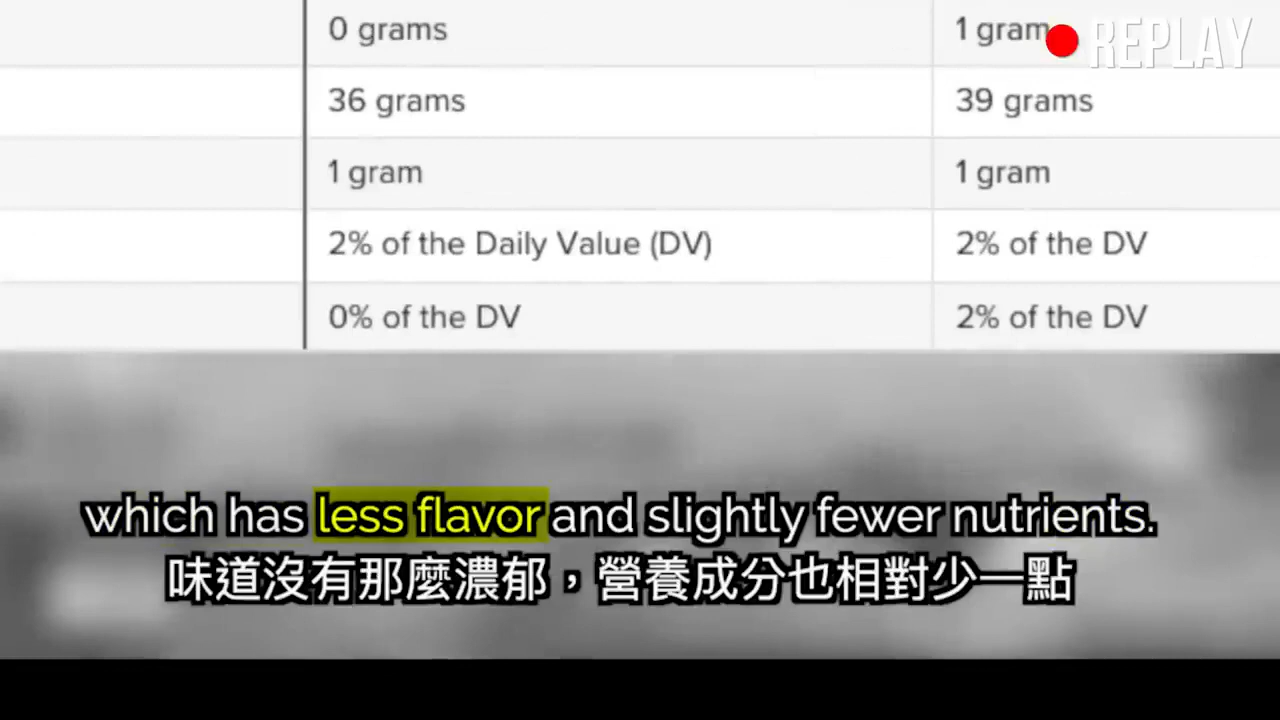 REPLAY
0 grams 1 gram
36 grams 39 grams
1 gram 1 gram
2% of the Daily Value (DV) 2% of the DV
0% of the DV 2% of the DV
which has less flavor and slightly fewer nutrients.
味道沒有那麼濃郁，營養成分也相對少一點